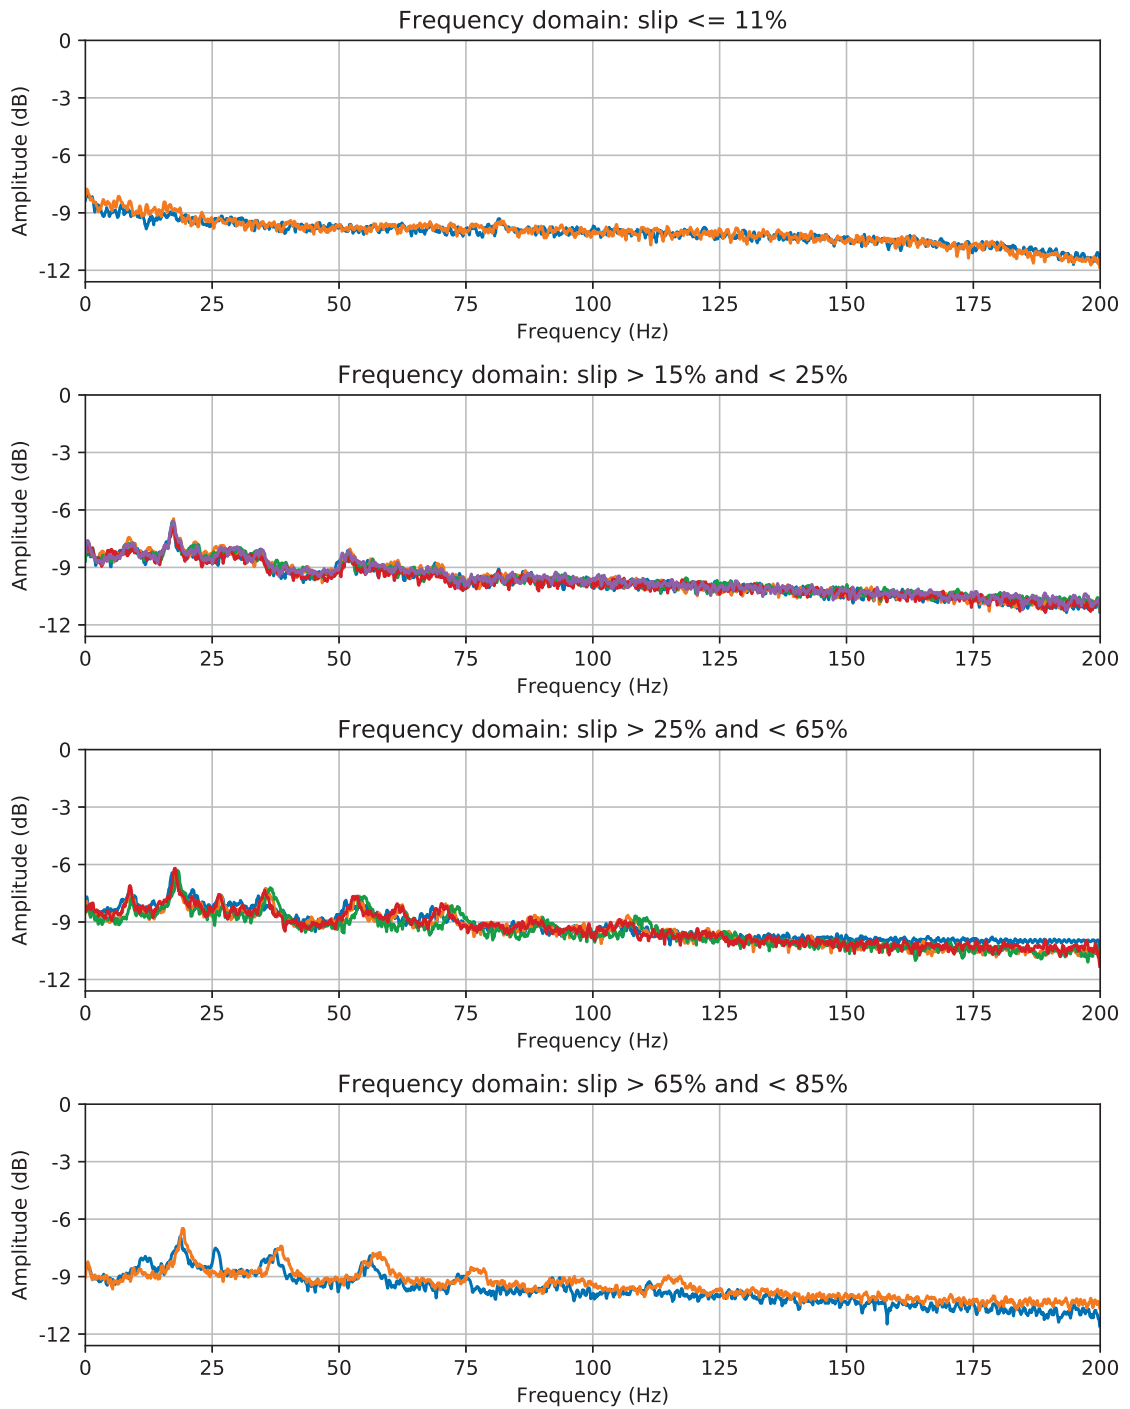 Frequency domain: slip <= 11%
0
-3
-6
-9
-12
Amplitude (dB)
0 25 50 75 100 125 150 175 200
Frequency (Hz)
Frequency domain: slip > 15% and < 25%
0
-3
-6
-9
-12
Amplitude (dB)
0 25 50 75 100 125 150 175 200
Frequency (Hz)
Frequency domain: slip > 25% and < 65%
0
-3
-6
-9
-12
Amplitude (dB)
0 25 50 75 100 125 150 175 200
Frequency (Hz)
Frequency domain: slip > 65% and < 85%
0
-3
-6
-9
-12
Amplitude (dB)
0 25 50 75 100 125 150 175 200
Frequency (Hz)